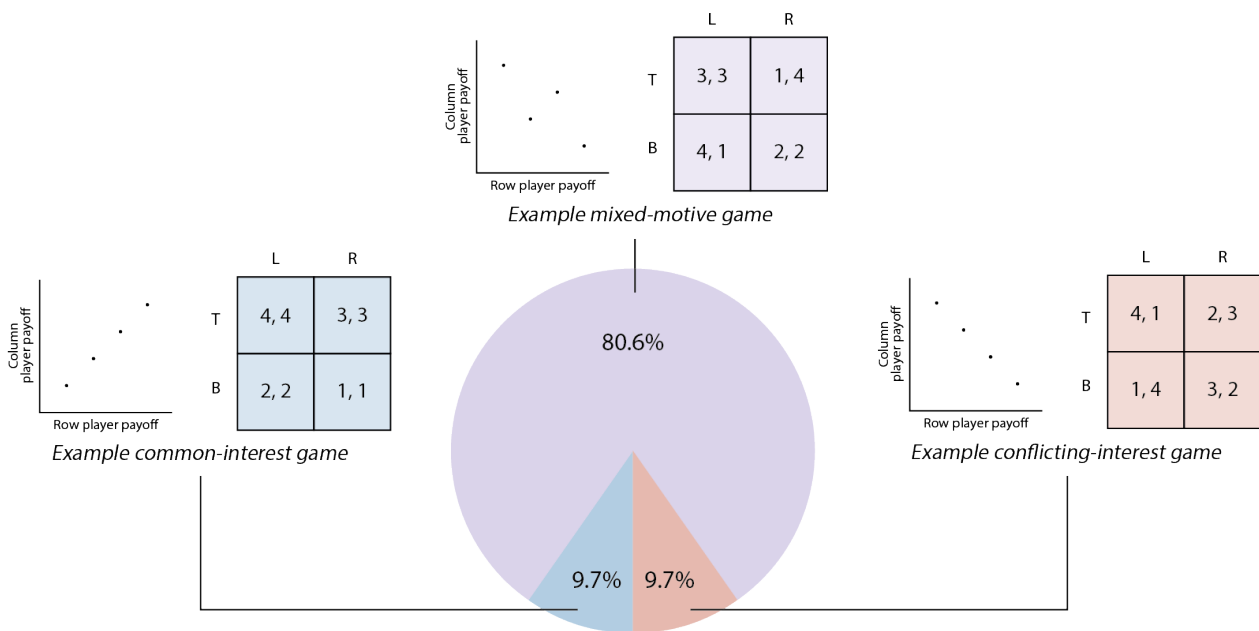 L R
Column
player payoff
T 3, 3 1, 4
B 4, 1 2, 2
Row player payoff
Example mixed-motive game
L R
Column
player payoff
T 4, 4 3, 3
B 2, 2 1, 1
Row player payoff
Example common-interest game
L R
Column
player payoff
T 4, 1 2, 3
B 1, 4 3, 2
Row player payoff
Example conflicting-interest game
80.6%
9.7% 9.7%